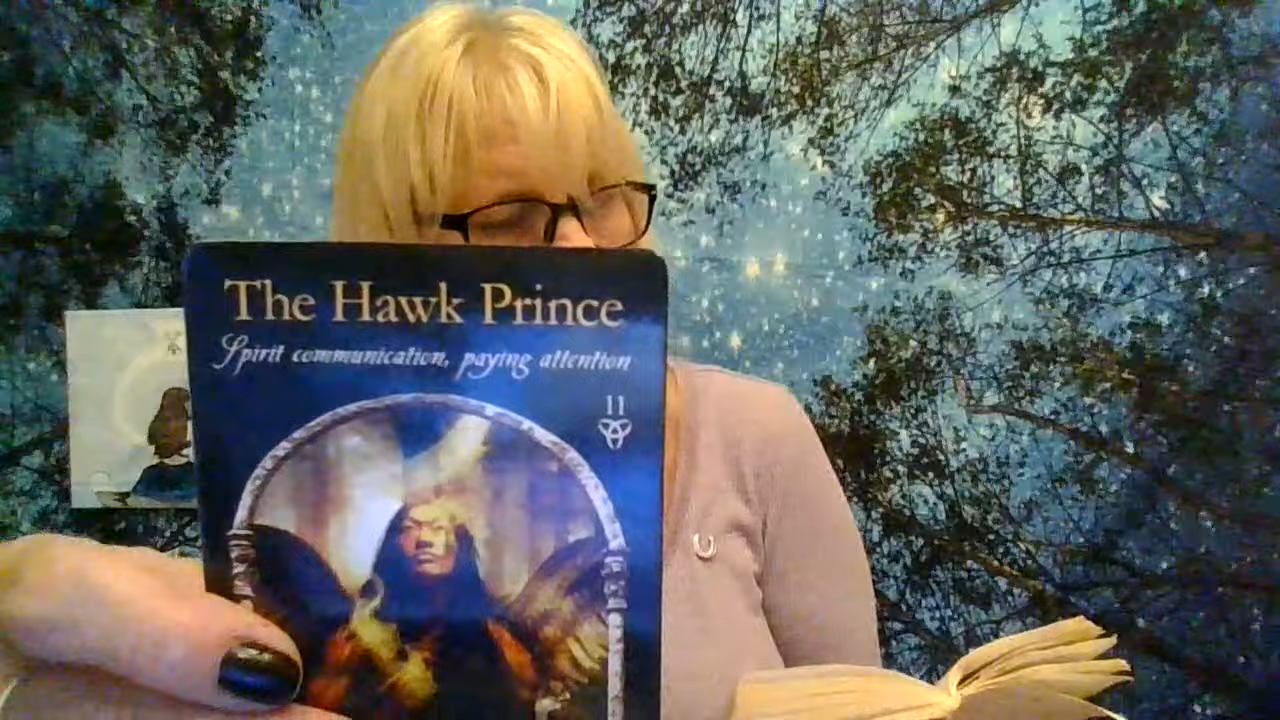 The Hawk Prince
Spirit communication, paying attention
11